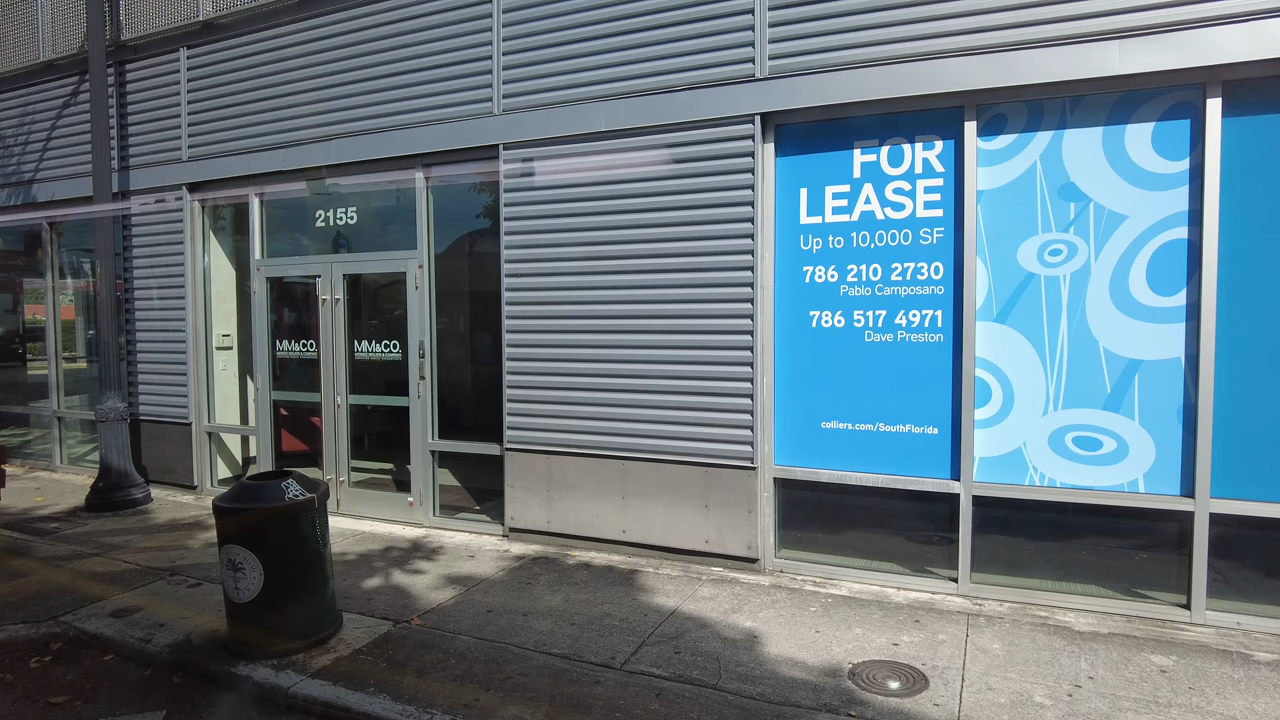 2155
MM&CO.
MM&CO.
FOR
LEASE
Up to 10,000 SF
786 210 2730
Pablo Camposano
786 517 4971
Dave Preston
colliers.com/SouthFlorida